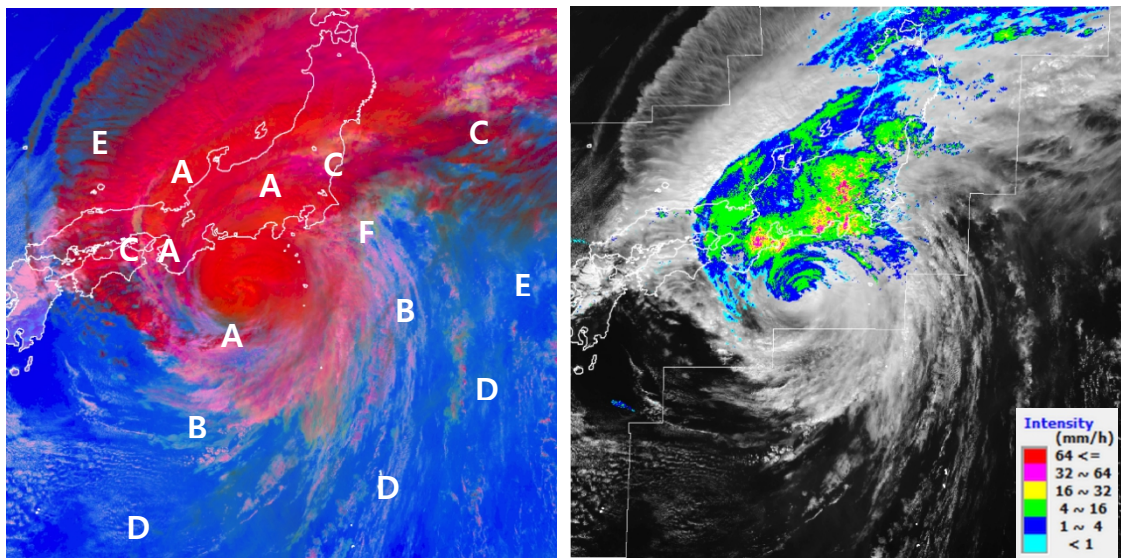 E
A
C
C
A
C
A
F
E
B
A
D
B
D
D
Intensity
(mm/h)
64 <=
32 ~ 64
16 ~ 32
4 ~ 16
1 ~ 4
< 1